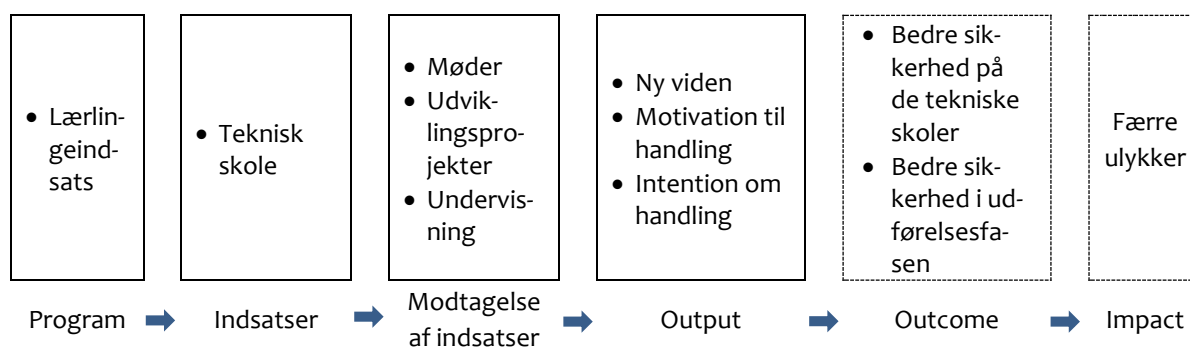 • Lærlin-
geind-
sats
• Teknisk
skole
• Møder
• Udvik-
lingspro-
jekter
• Undervis-
ning
• Ny viden
• Motivation til
handling
• Intention om
handling
• Bedre sik-
kerhed på
de tekniske
skoler
• Bedre sik-
kerhed i ud-
førelsesfa-
sen
Færre
ulykker
Program
Indsatser
Modtagelse
af indsatser
Output
Outcome
Impact